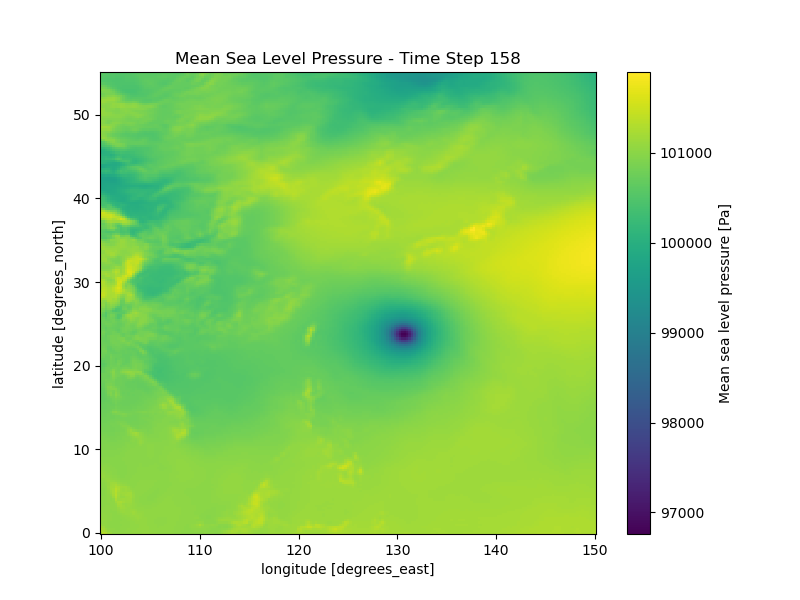 Mean Sea Level Pressure - Time Step 158
latitude [degrees_north]
50
40
30
20
10
0
100 110 120 130 140 150
longitude [degrees_east]
101000
100000
99000
98000
97000
Mean sea level pressure [Pa]